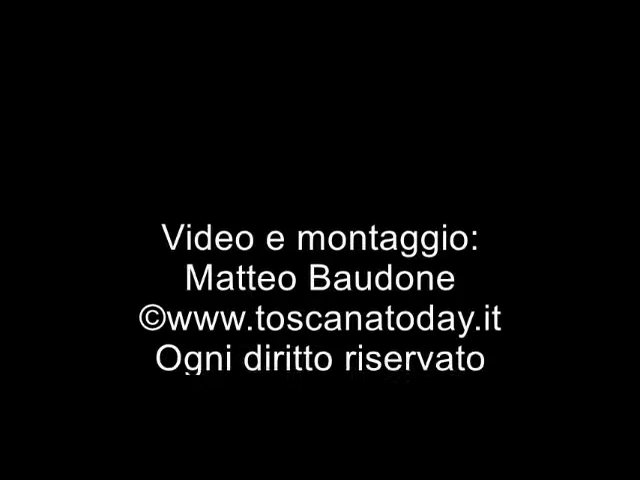 Video e montaggio:
Matteo Baudone
©www.toscanatoday.it
Ogni diritto riservato